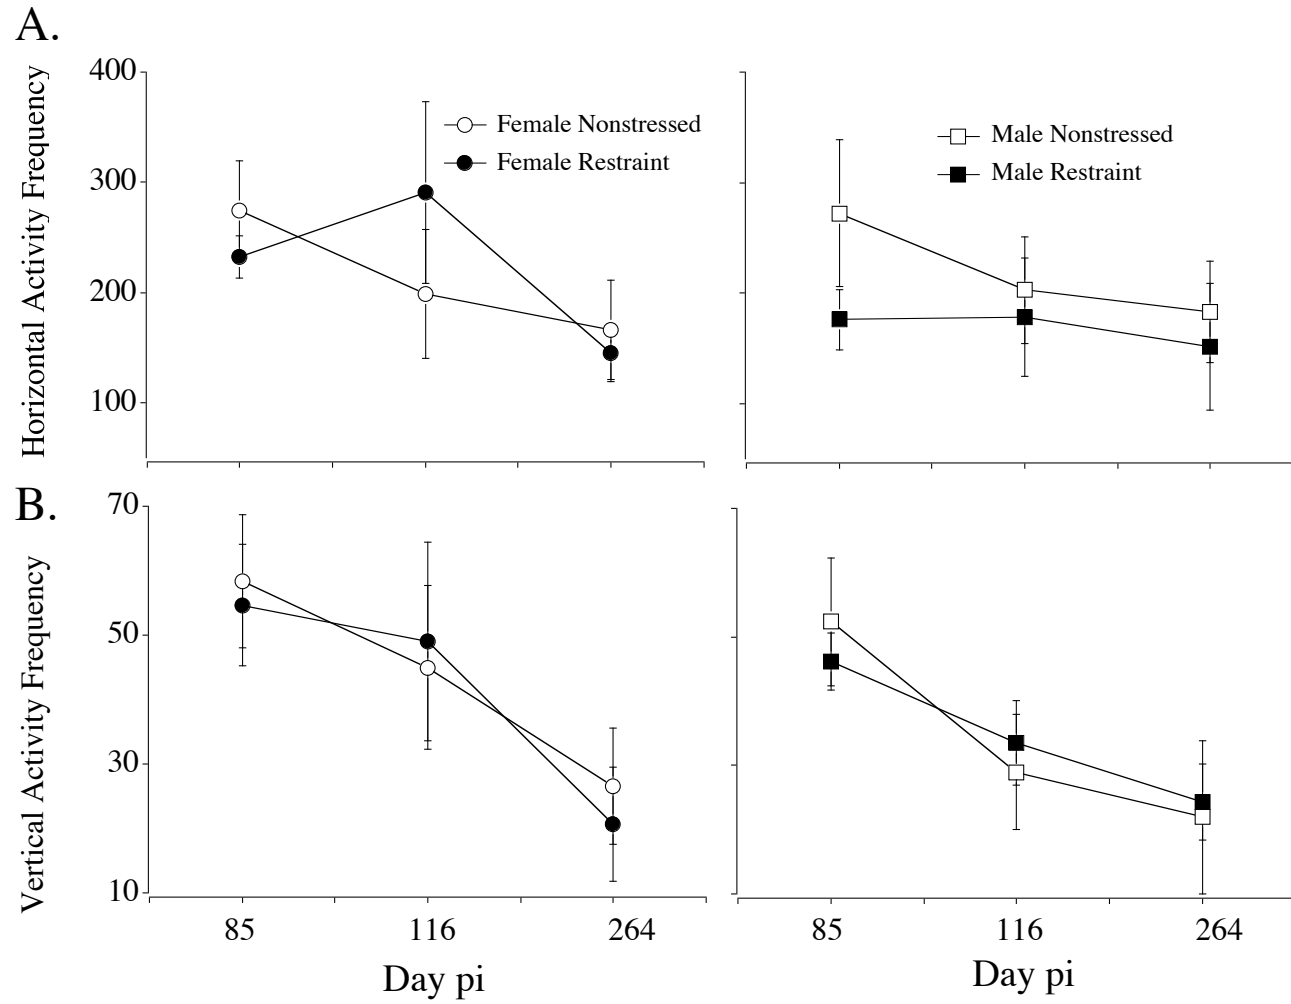 A.
Horizontal Activity Frequency
400
300
200
100
Female Nonstressed
Female Restraint
Male Nonstressed
Male Restraint
B.
Vertical Activity Frequency
70
50
30
10
85 116 264
Day pi
85 116 264
Day pi